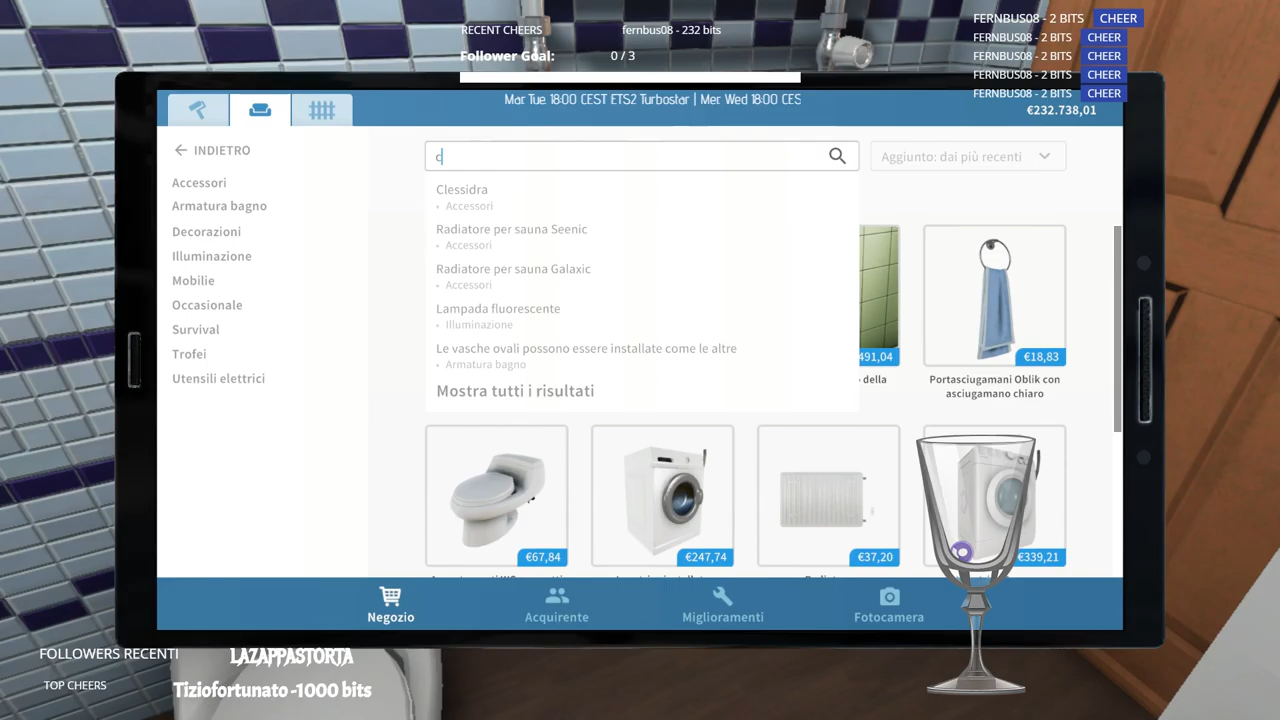 RECENT CHEERS
fernbus08 - 232 bits
Follower Goal:
0 / 3
FERNBUS08 - 2 BITS CHEER
FERNBUS08 - 2 BITS CHEER
FERNBUS08 - 2 BITS CHEER
FERNBUS08 - 2 BITS CHEER
FERNBUS08 - 2 BITS CHEER
Mar Tue 18:00 CEST ETS2 Turbostar | Mer Wed 18:00 CES
€232.738,01
INDIETRO
Accessori
Armatura bagno
Decorazioni
Illuminazione
Mobilie
Occasionale
Survival
Trofei
Utensili elettrici
c
Aggiunto: dai più recenti
Clessidra
• Accessori
Radiatore per sauna Seenic
• Accessori
Radiatore per sauna Galaxic
• Accessori
Lampada fluorescente
• Illuminazione
Le vasche ovali possono essere installate come le altre
• Armatura bagno
Mostra tutti i risultati
491,04
della
€18,83
Portasciugamani Oblik con
asciugamano chiaro
€67,84
€247,74
€37,20
€339,21
Negozio
Acquirente
Miglioramenti
Fotocamera
FOLLOWERS RECENTI
LAZAPPASTORTA
TOP CHEERS
Tiziofortunato -1000 bits